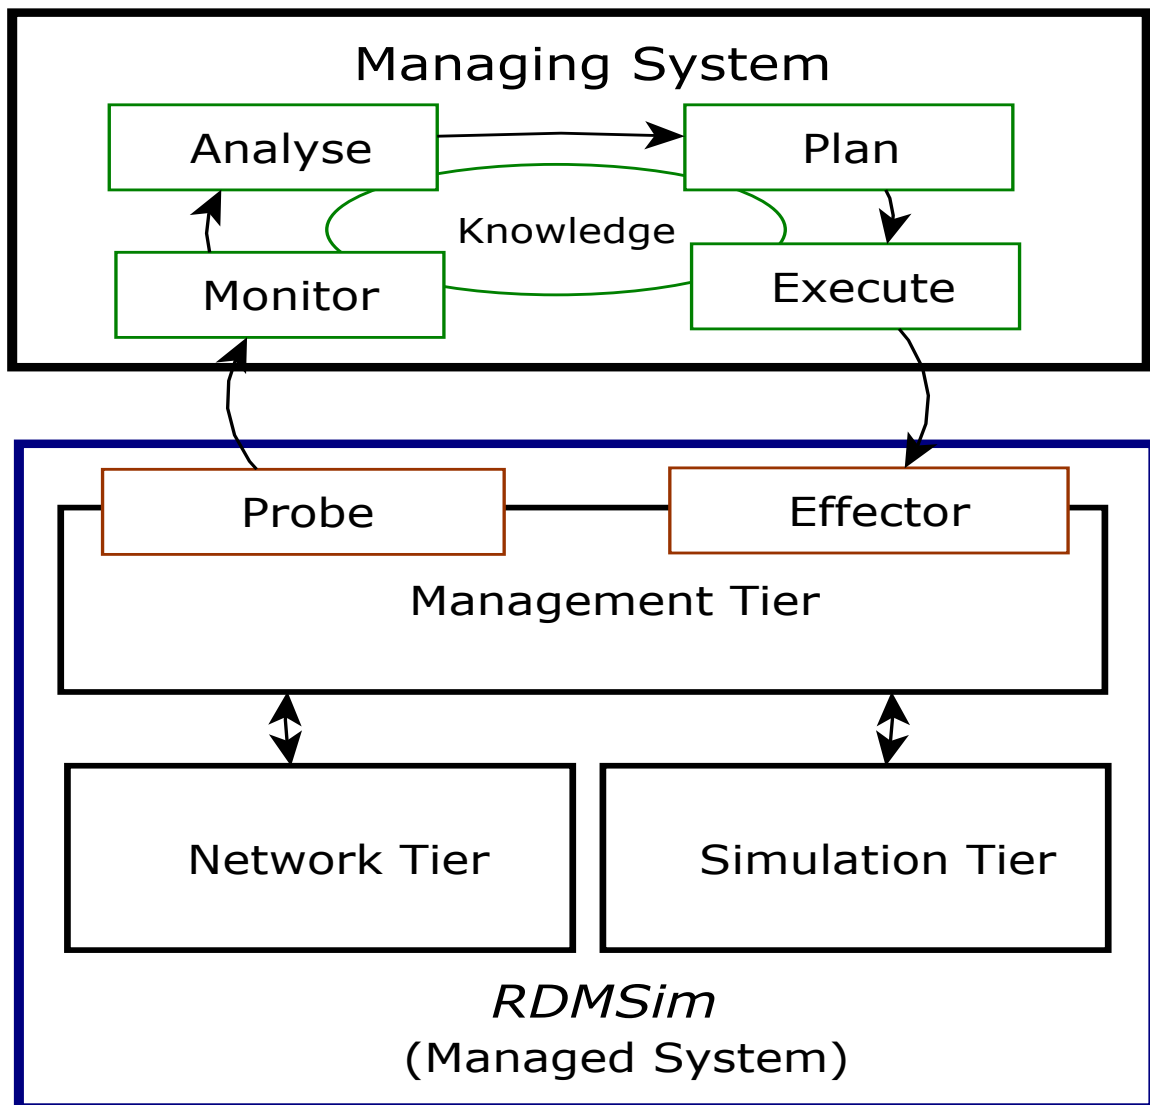 Managing System
Analyse
Plan
Knowledge
Monitor
Execute
Probe
Effector
Management Tier
Network Tier
Simulation Tier
RDMSim
(Managed System)